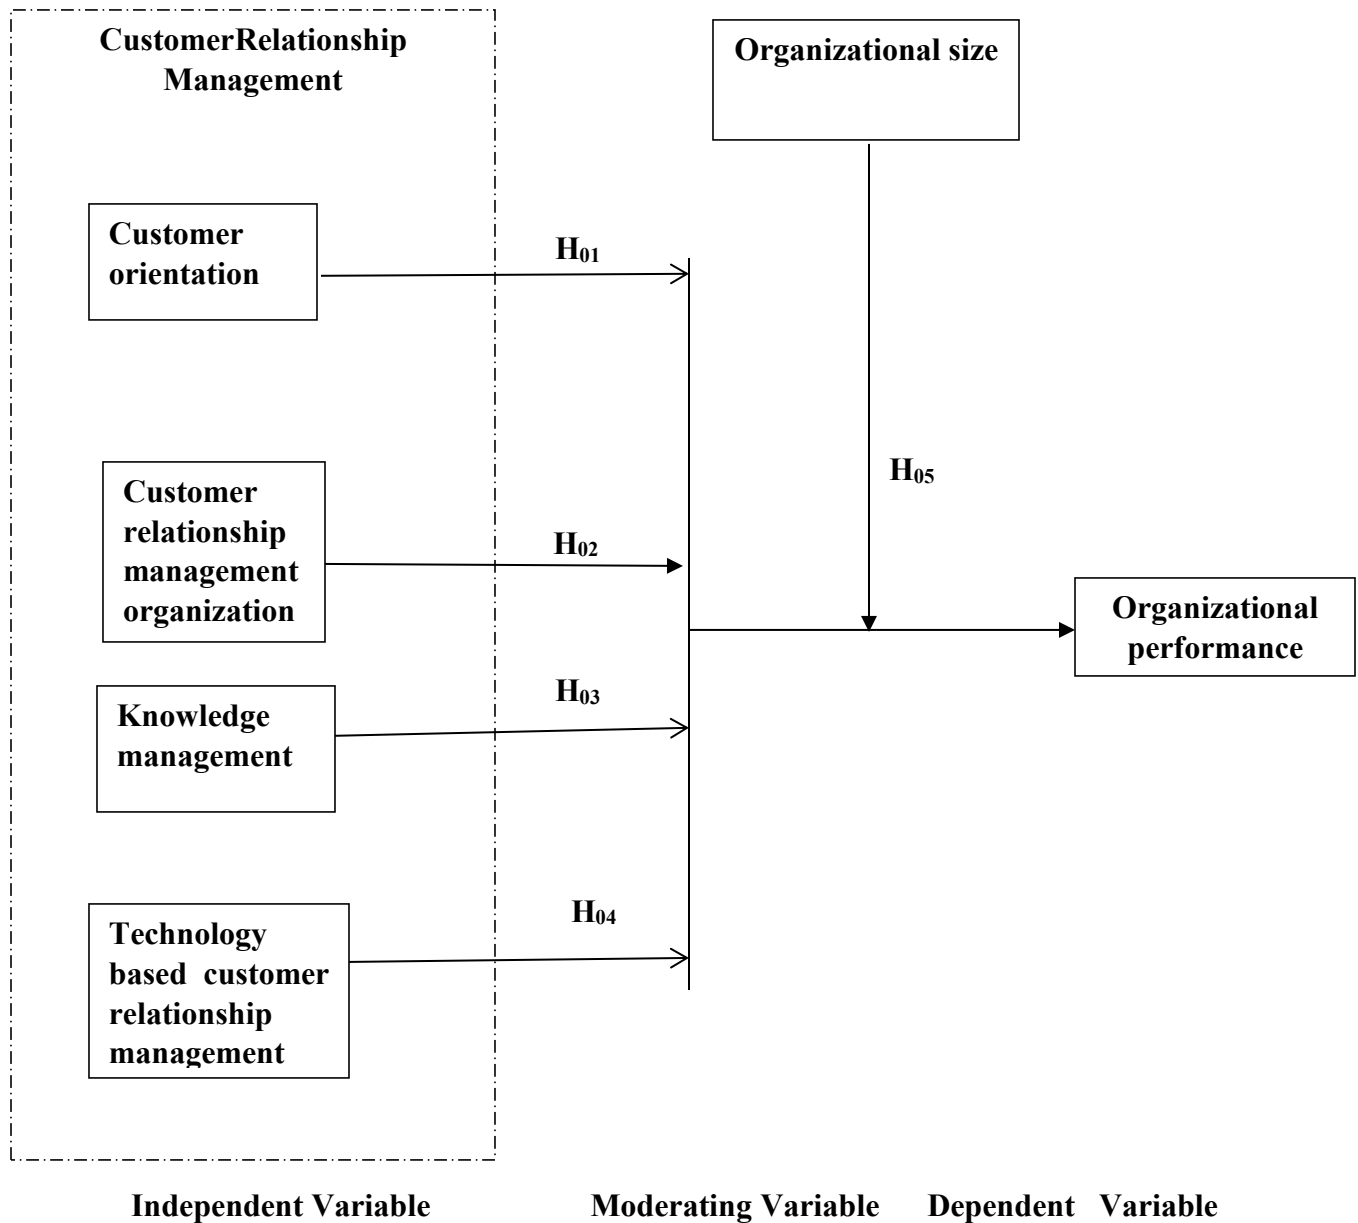 CustomerRelationship
Management
Organizational size
Customer
orientation
H₀₁
Customer
relationship
management
organization
H₀₂
H₀₅
Organizational
performance
Knowledge
management
H₀₃
Technology
based customer
relationship
management
H₀₄
Independent Variable
Moderating Variable
Dependent Variable